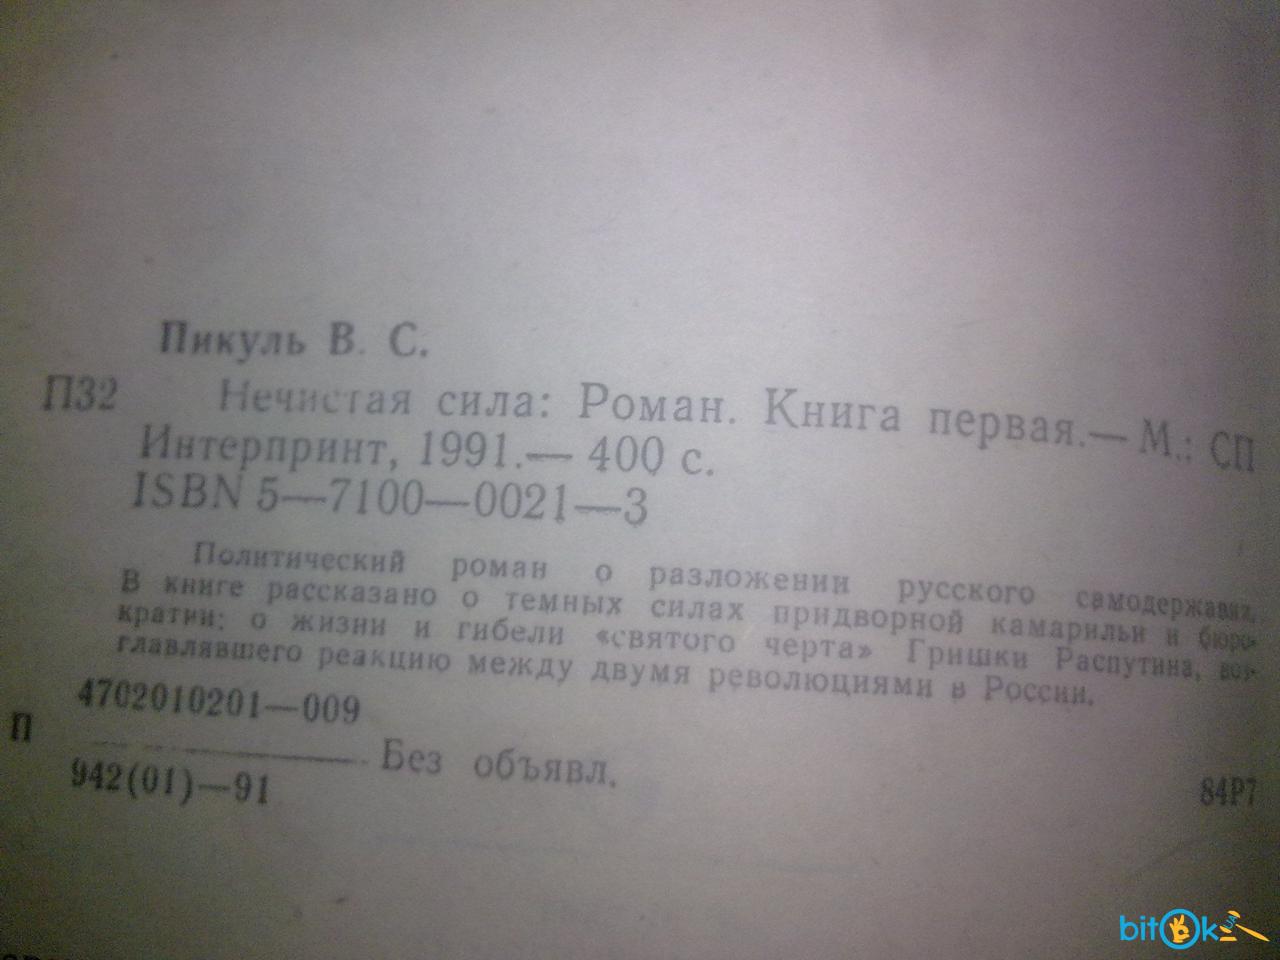 Пикуль В. С.
П32 Нечистая сила: Роман. Книга первая.— М.: СП
Интерпринт, 1991.— 400 с.
ISBN 5—7100—0021—3
Политический роман о разложении русского самодержавия.
В книге рассказано о темных силах придворной камарильи и бюро-
кратии: о жизни и гибели «святого черта» Гришки Распутина, воз-
главлявшего реакцию между двумя революциями в России.
4702010201—009
П Без объявл.
942(01)—91
84Р7
bitOk UA